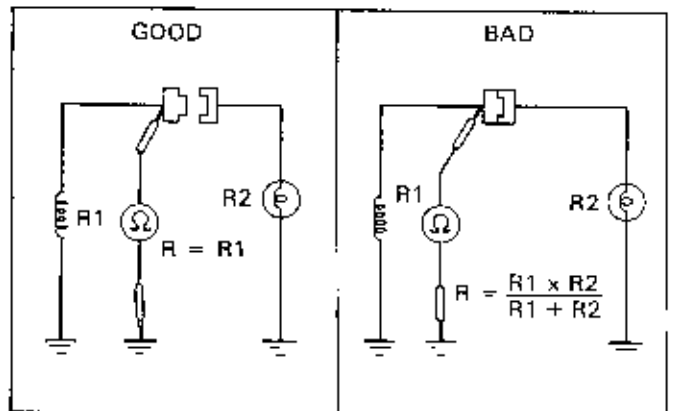 GOOD
R1
Ω
R2
R = R1
BAD
R1
Ω
R2
R = R1 x R2
R1 + R2